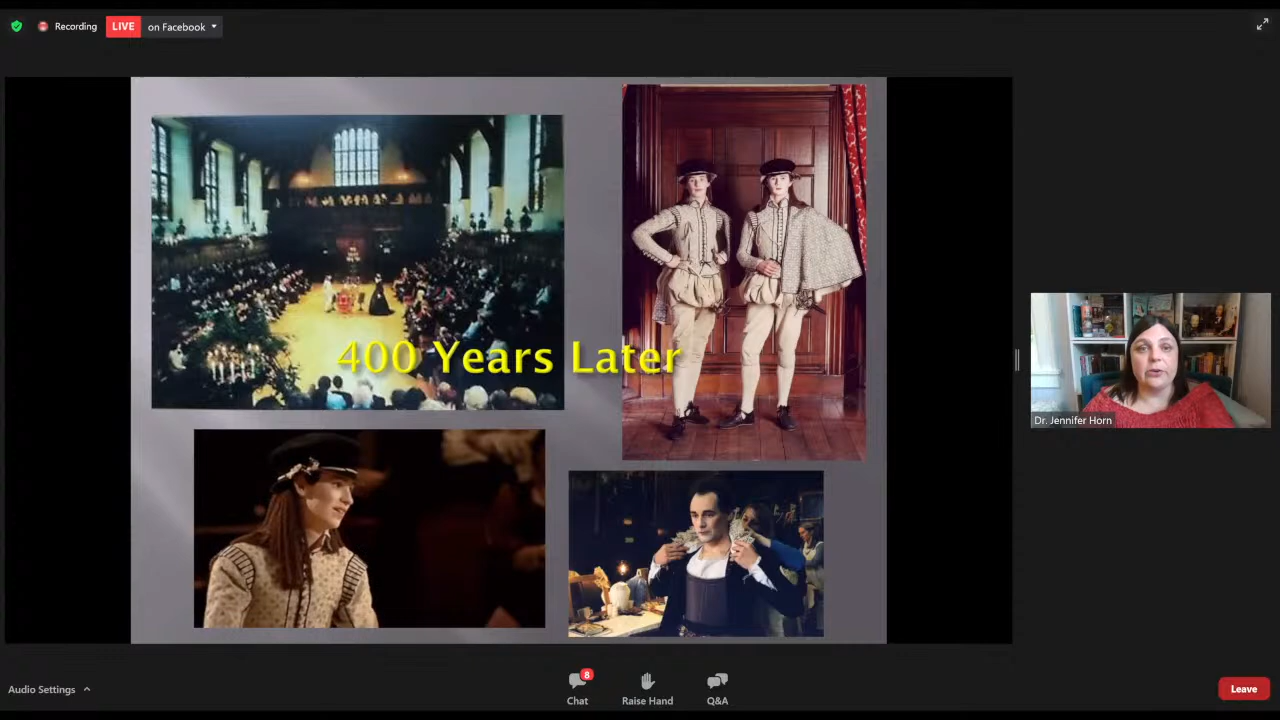 Recording
LIVE
on Facebook
400 Years Later
Dr. Jennifer Horn
Audio Settings
8
Chat
Raise Hand
Q&A
Leave